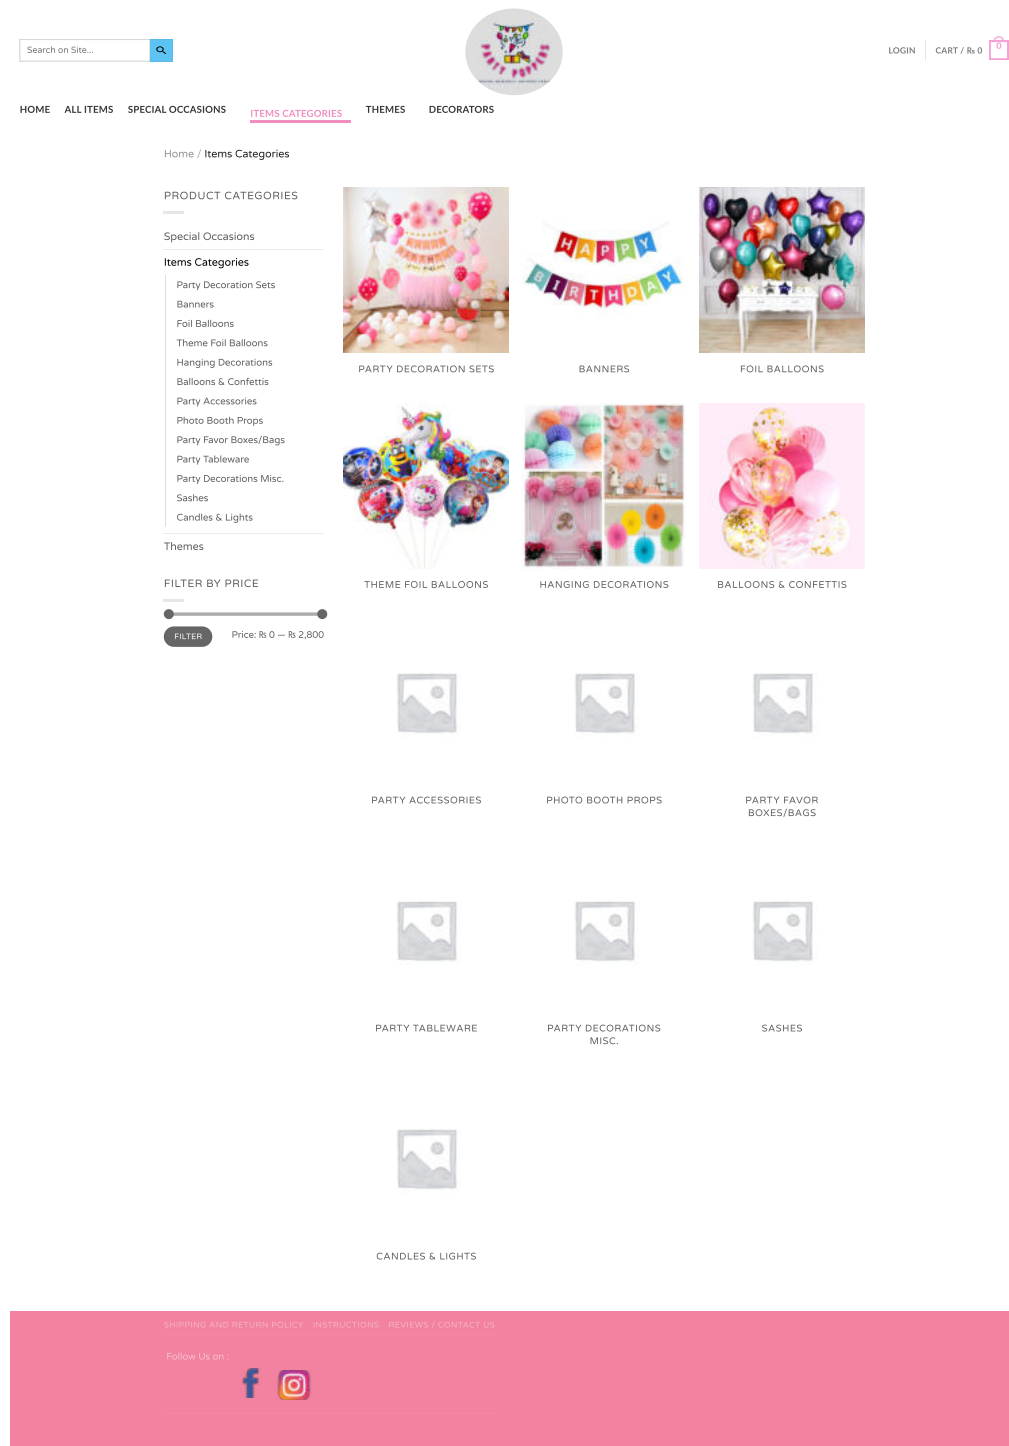 Search on Site...
PARTY POPPERS
LOGIN
CART / ₨ 0
0
HOME
ALL ITEMS
SPECIAL OCCASIONS
ITEMS CATEGORIES
THEMES
DECORATORS
Home / Items Categories
PRODUCT CATEGORIES
Special Occasions
Items Categories
Party Decoration Sets
Banners
Foil Balloons
Theme Foil Balloons
Hanging Decorations
Balloons & Confettis
Party Accessories
Photo Booth Props
Party Favor Boxes/Bags
Party Tableware
Party Decorations Misc.
Sashes
Candles & Lights
Themes
FILTER BY PRICE
FILTER
Price: ₨ 0 — ₨ 2,800
PARTY DECORATION SETS
HAPPY
BIRTHDAY
BANNERS
FOIL BALLOONS
THEME FOIL BALLOONS
HANGING DECORATIONS
BALLOONS & CONFETTIS
PARTY ACCESSORIES
PHOTO BOOTH PROPS
PARTY FAVOR
BOXES/BAGS
PARTY TABLEWARE
PARTY DECORATIONS
MISC.
SASHES
CANDLES & LIGHTS
SHIPPING AND RETURN POLICY
INSTRUCTIONS
REVIEWS / CONTACT US
Follow Us on :